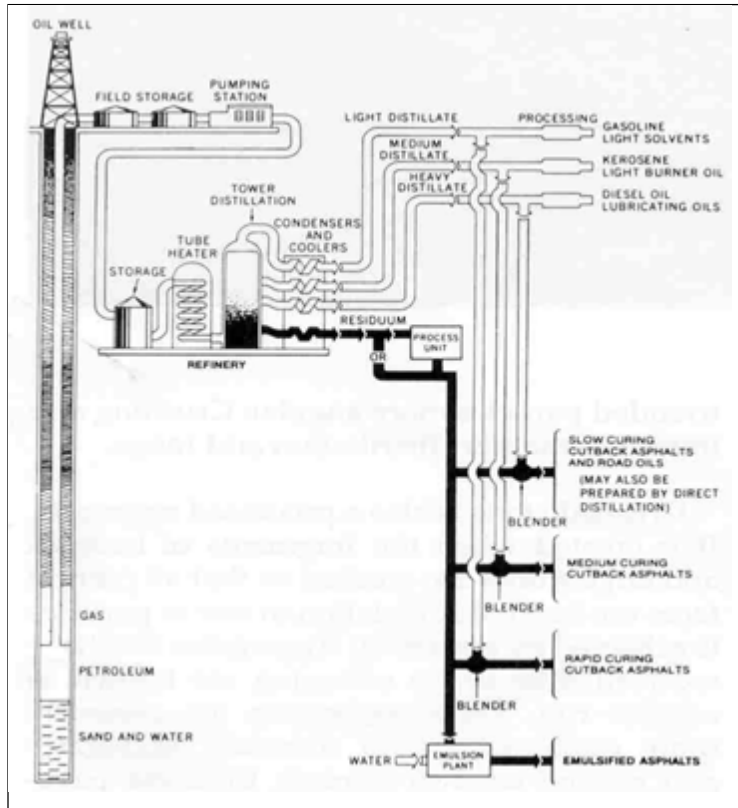 OIL WELL
FIELD STORAGE
PUMPING
STATION
LIGHT DISTILLATE
PROCESSING
GASOLINE
LIGHT SOLVENTS
MEDIUM
DISTILLATE
KEROSENE
LIGHT BURNER OIL
HEAVY
DISTILLATE
DIESEL OIL
LUBRICATING OILS
TOWER
DISTILLATION
CONDENSERS
AND
COOLERS
TUBE
HEATER
STORAGE
RESIDUUM
PROCESS
UNIT
OR
REFINERY
SLOW CURING
CUTBACK ASPHALTS
AND ROAD OILS
(MAY ALSO BE
PREPARED BY DIRECT
DISTILLATION)
BLENDER
MEDIUM CURING
CUTBACK ASPHALTS
BLENDER
GAS
PETROLEUM
RAPID CURING
CUTBACK ASPHALTS
BLENDER
SAND AND WATER
WATER
EMULSION
PLANT
EMULSIFIED ASPHALTS